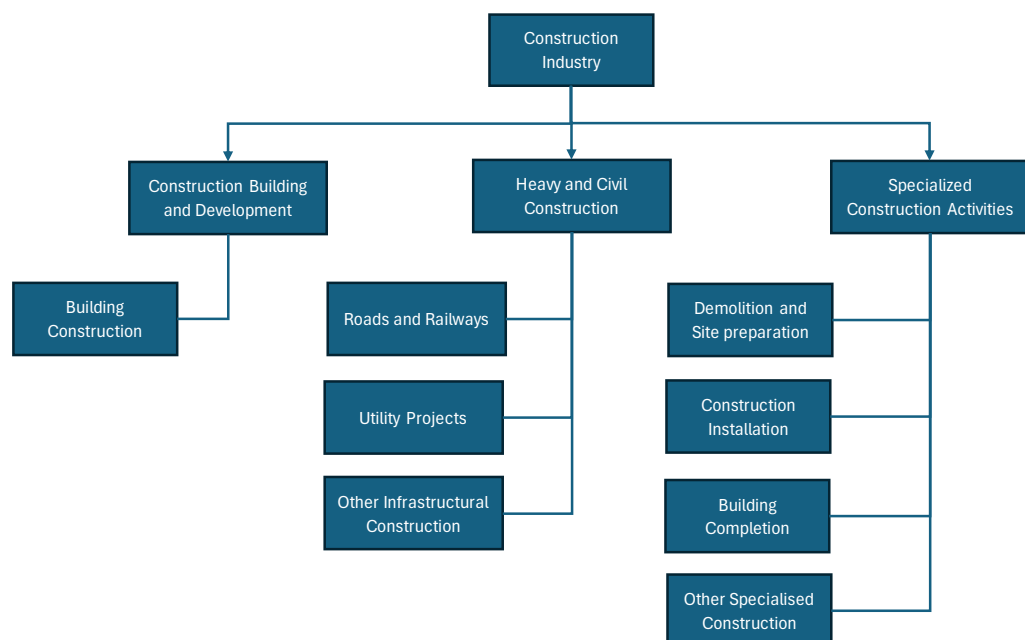 Construction
Industry
Construction Building
and Development
Heavy and Civil
Construction
Specialized
Construction Activities
Building
Construction
Roads and Railways
Utility Projects
Other Infrastructural
Construction
Demolition and
Site preparation
Construction
Installation
Building
Completion
Other Specialised
Construction